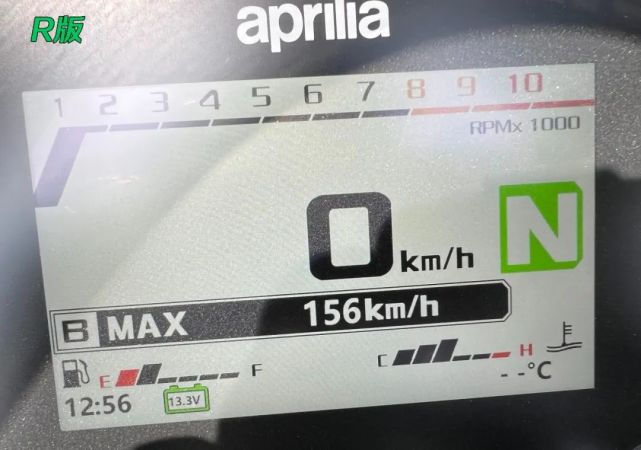 R版
aprilia
1 2 3 4 5 6 7 8 9 10
RPMx 1000
0 km/h N
B MAX 156km/h
E F C H
12:56 13.3V --°C